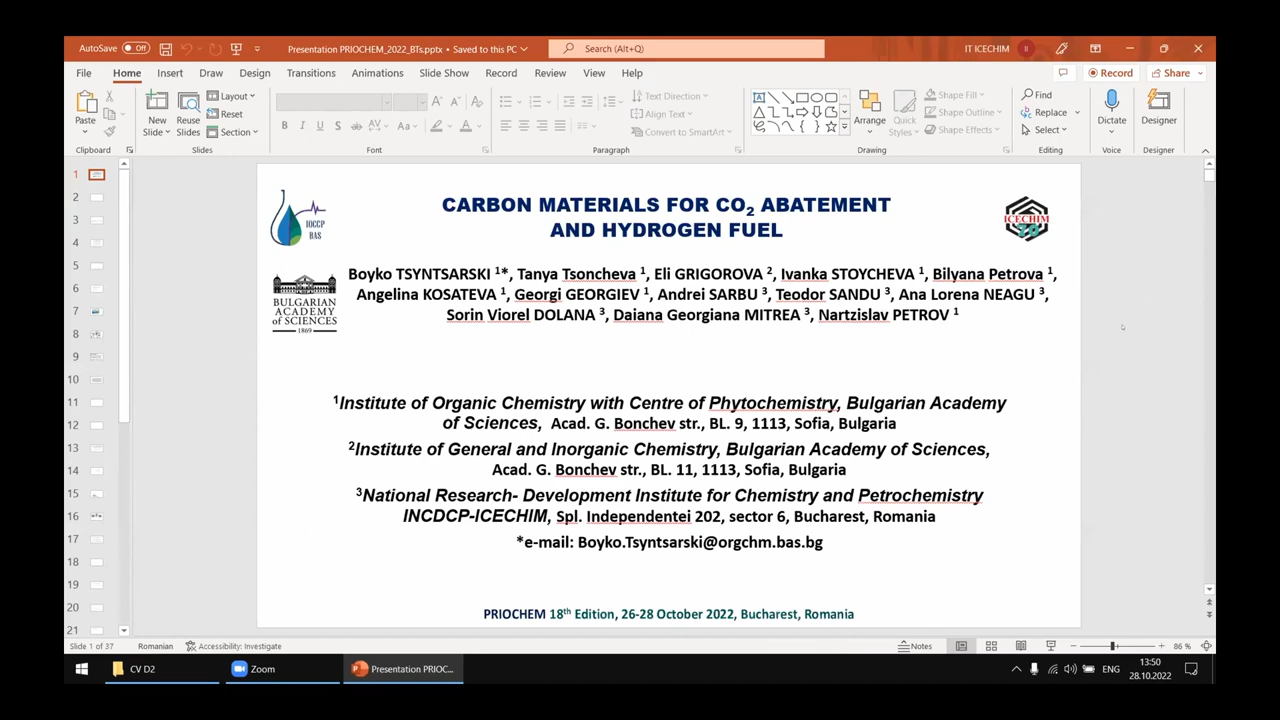 AutoSave Off Presentation PRIOCHEM_2022_BTs.pptx • Saved to this PC Search (Alt+Q) IT ICECHIM II
File Home Insert Draw Design Transitions Animations Slide Show Record Review View Help Record Share
Paste
Clipboard
New Slide
Reuse Slides
Layout
Reset
Section
Slides
B I U S ab AV Aa A
Font
Text Direction
Align Text
Convert to SmartArt
Paragraph
Arrange
Quick Styles
Shape Fill
Shape Outline
Shape Effects
Drawing
Find
Replace
Select
Editing
Dictate
Voice
Designer
Designer
1
2
3
4
5
6
7
8
9
10
11
12
13
14
15
16
17
18
19
20
21
IOCCP
BAS
CARBON MATERIALS FOR CO₂ ABATEMENT
AND HYDROGEN FUEL
ICECHIM
70
BULGARIAN
ACADEMY
of SCIENCES
1869
Boyko TSYNTSARSKI ¹*, Tanya Tsoncheva ¹, Eli GRIGOROVA ², Ivanka STOYCHEVA ¹, Bilyana Petrova ¹,
Angelina KOSATEVA ¹, Georgi GEORGIEV ¹, Andrei SARBU ³, Teodor SANDU ³, Ana Lorena NEAGU ³,
Sorin Viorel DOLANA ³, Daiana Georgiana MITREA ³, Nartzislav PETROV ¹
¹Institute of Organic Chemistry with Centre of Phytochemistry, Bulgarian Academy
of Sciences, Acad. G. Bonchev str., BL. 9, 1113, Sofia, Bulgaria
²Institute of General and Inorganic Chemistry, Bulgarian Academy of Sciences,
Acad. G. Bonchev str., BL. 11, 1113, Sofia, Bulgaria
³National Research- Development Institute for Chemistry and Petrochemistry
INCDCP-ICECHIM, Spl. Independentei 202, sector 6, Bucharest, Romania
*e-mail: Boyko.Tsyntsarski@orgchm.bas.bg
PRIOCHEM 18th Edition, 26-28 October 2022, Bucharest, Romania
Slide 1 of 37 Romanian Accessibility: Investigate Notes 86 %
CV D2 Zoom Presentation PRIOC... ENG 13:50
28.10.2022